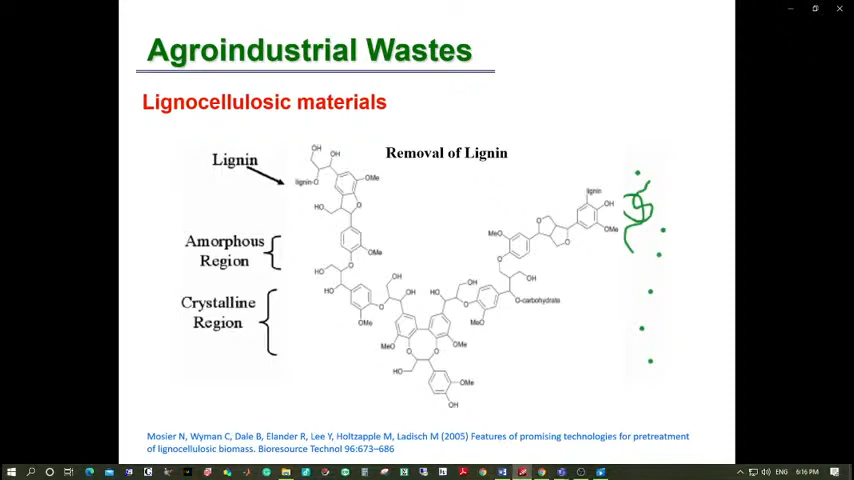 Agroindustrial Wastes
Lignocellulosic materials
Removal of Lignin
Lignin
Amorphous
Region
Crystalline
Region
OH
OH
lignin-O
OMe
HO
O
OMe
O
HO
HO
OMe
O
OH
OH
MeO
O
O
OMe
HO
OMe
OH
HO
OH
O
MeO
O-carbohydrate
OH
O
MeO
O
O
lignin
OH
OMe
Mosier N, Wyman C, Dale B, Elander R, Lee Y, Holtzapple M, Ladisch M (2005) Features of promising technologies for pretreatment
of lignocellulosic biomass. Bioresource Technol 96:673–686
ENG 6:16 PM